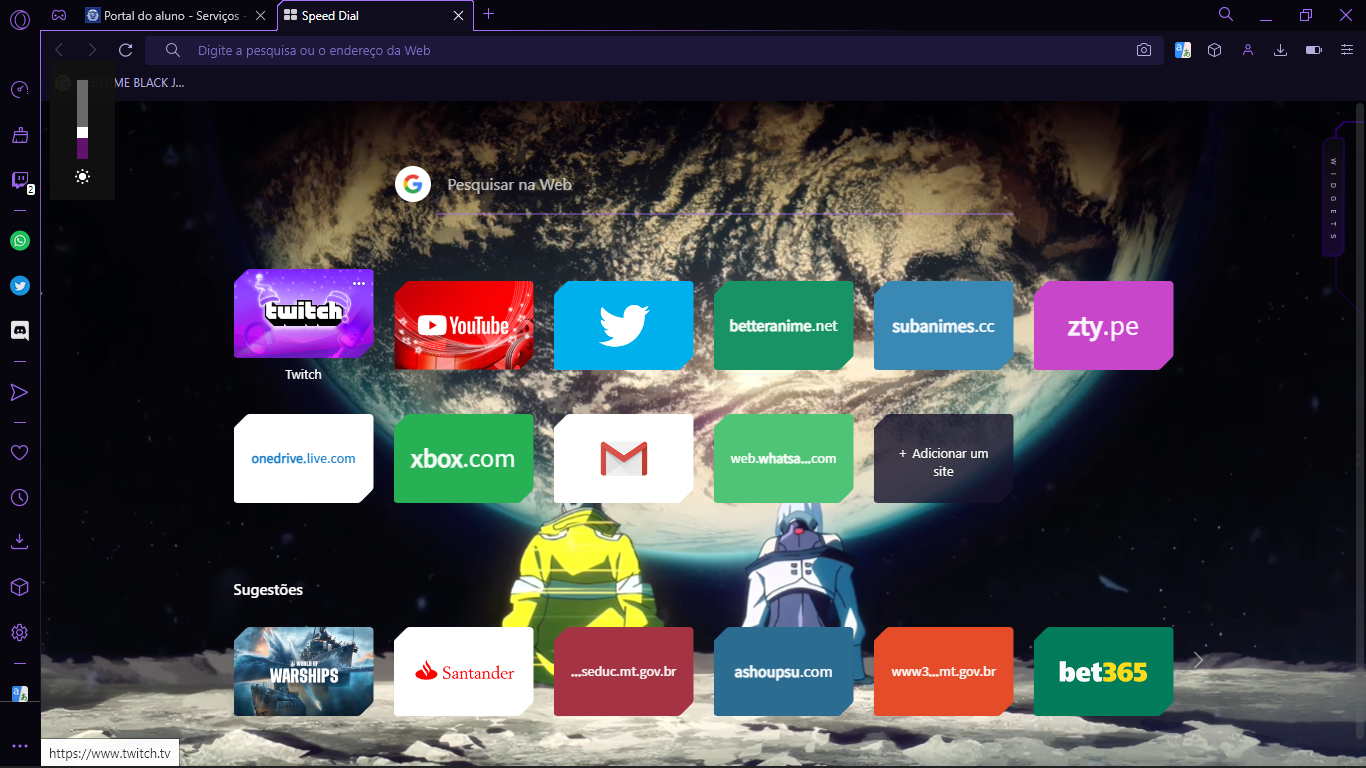 Portal do aluno - Serviços -
Speed Dial
Digite a pesquisa ou o endereço da Web
BLACK J...
2
Pesquisar na Web
WIDGETS
twitch
Twitch
YouTube
betteranime.net
subanimes.cc
zty.pe
onedrive.live.com
xbox.com
web.whatsa...com
+ Adicionar um
site
Sugestões
WORLD OF
WARSHIPS
Santander
...seduc.mt.gov.br
ashoupsu.com
www3...mt.gov.br
bet365
https://www.twitch.tv